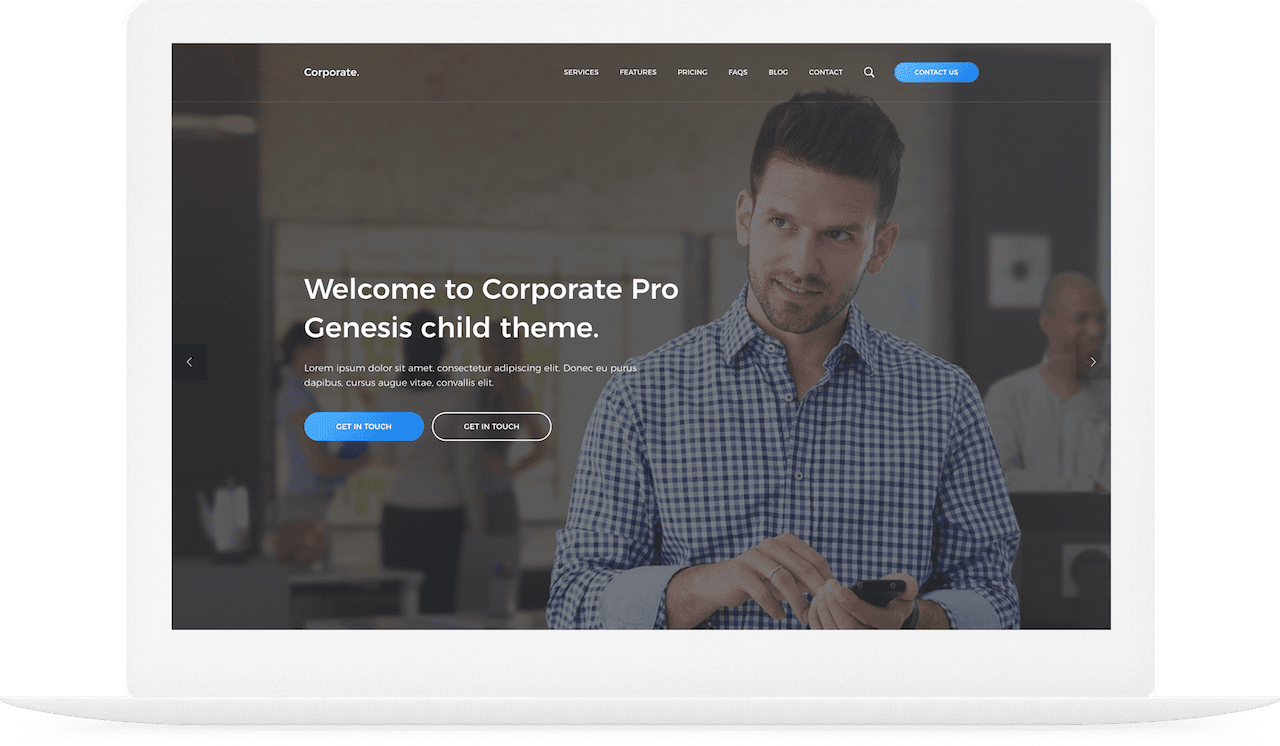 Corporate.
SERVICES FEATURES PRICING FAQS BLOG CONTACT CONTACT US
Welcome to Corporate Pro
Genesis child theme.
Lorem ipsum dolor sit amet, consectetur adipiscing elit. Donec eu purus
dapibus, cursus augue vitae, convallis elit.
GET IN TOUCH GET IN TOUCH